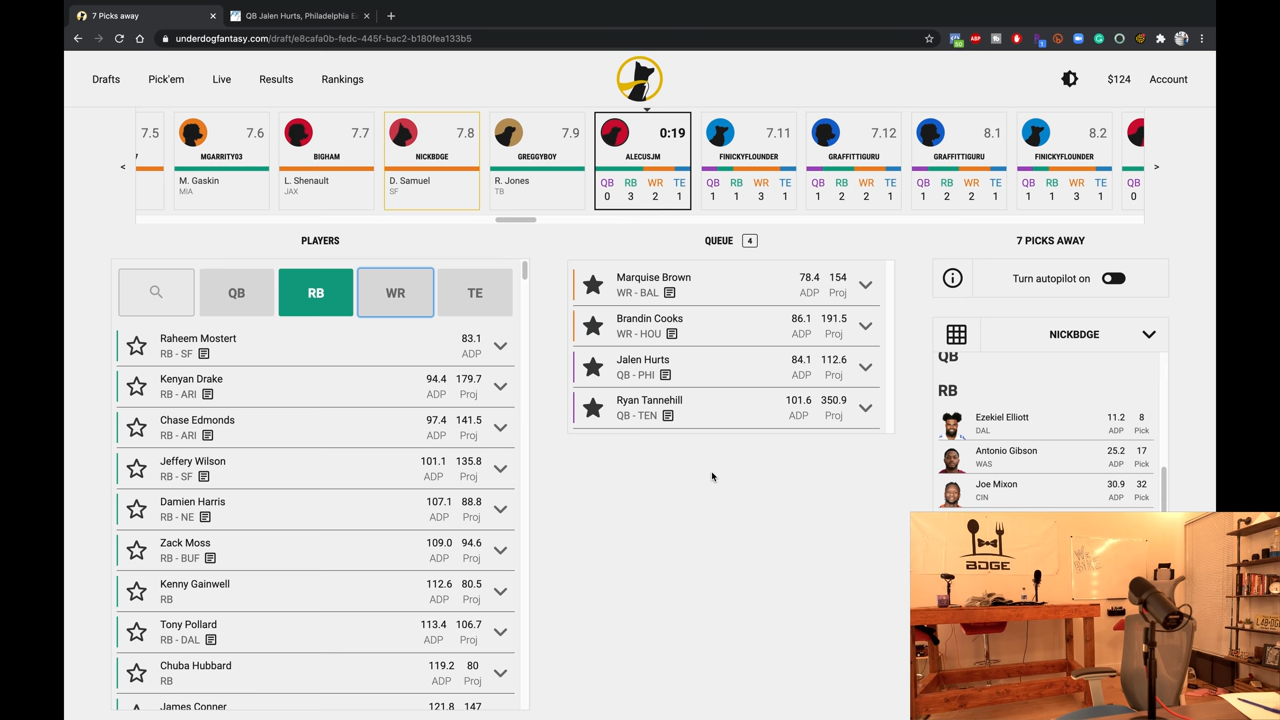 7 Picks away
QB Jalen Hurts, Philadelphia E
underdogfantasy.com/draft/e8cafa0b-fedc-445f-bac2-b180fea133b5
Drafts
Pick'em
Live
Results
Rankings
$124
Account
7.5
7.6
MGARRITY03
M. Gaskin
MIA
7.7
BIGHAM
L. Shenault
JAX
7.8
NICKBDGE
D. Samuel
SF
7.9
GREGGYBOY
R. Jones
TB
0:19
ALECUSJM
QB RB WR TE
0 3 2 1
7.11
FINICKYFLOUNDER
QB RB WR TE
1 1 3 1
7.12
GRAFFITIGURU
QB RB WR TE
1 2 2 1
8.1
GRAFFITIGURU
QB RB WR TE
1 2 2 1
8.2
FINICKYFLOUNDER
QB RB WR TE
1 1 3 1
QB
0
PLAYERS
QB RB WR TE
Raheem Mostert 83.1
RB - SF ADP
Kenyan Drake 94.4 179.7
RB - ARI ADP Proj
Chase Edmonds 97.4 141.5
RB - ARI ADP Proj
Jeffery Wilson 101.1 135.8
RB - SF ADP Proj
Damien Harris 107.1 88.8
RB - NE ADP Proj
Zack Moss 109.0 94.6
RB - BUF ADP Proj
Kenny Gainwell 112.6 80.5
RB ADP Proj
Tony Pollard 113.4 106.7
RB - DAL ADP Proj
Chuba Hubbard 119.2 80
RB ADP Proj
James Conner 121.8 147
QUEUE 4
Marquise Brown 78.4 154
WR - BAL ADP Proj
Brandin Cooks 86.1 191.5
WR - HOU ADP Proj
Jalen Hurts 84.1 112.6
QB - PHI ADP Proj
Ryan Tannehill 101.6 350.9
QB - TEN ADP Proj
7 PICKS AWAY
Turn autopilot on
NICKBDGE
QB
RB
Ezekiel Elliott 11.2 8
DAL ADP Pick
Antonio Gibson 25.2 17
WAS ADP Pick
Joe Mixon 30.9 32
CIN ADP Pick
BDGE